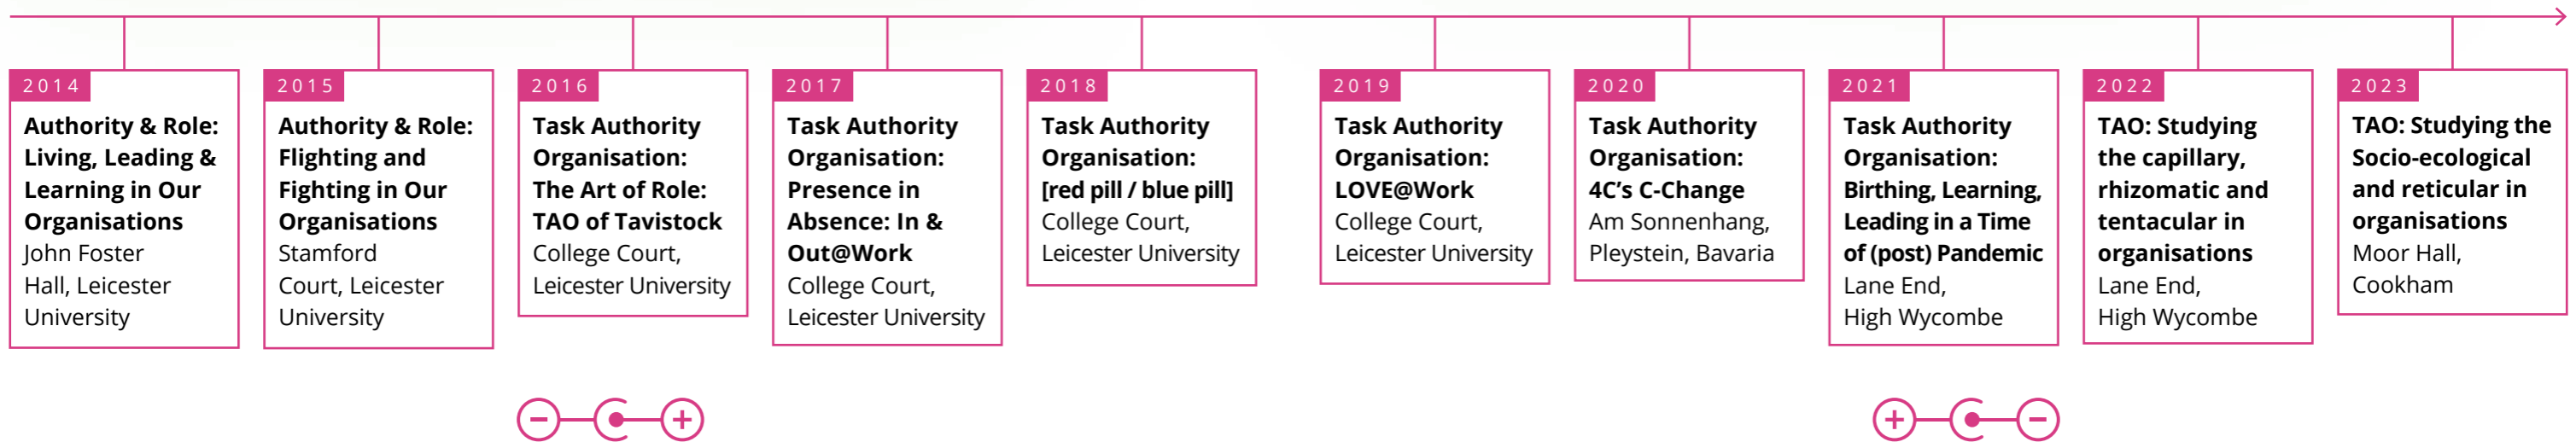 2014
Authority & Role:
Living, Leading &
Learning in Our
Organisations
John Foster
Hall, Leicester
University
2015
Authority & Role:
Flighting and
Fighting in Our
Organisations
Stamford
Court, Leicester
University
2016
Task Authority
Organisation:
The Art of Role:
TAO of Tavistock
College Court,
Leicester University
2017
Task Authority
Organisation:
Presence in
Absence: In &
Out@Work
College Court,
Leicester University
2018
Task Authority
Organisation:
[red pill / blue pill]
College Court,
Leicester University
2019
Task Authority
Organisation:
LOVE@Work
College Court,
Leicester University
2020
Task Authority
Organisation:
4C’s C-Change
Am Sonnenhang,
Pleystein, Bavaria
2021
Task Authority
Organisation:
Birthing, Learning,
Leading in a Time
of (post) Pandemic
Lane End,
High Wycombe
2022
TAO: Studying
the capillary,
rhizomatic and
tentacular in
organisations
Lane End,
High Wycombe
2023
TAO: Studying the
Socio-ecological
and reticular in
organisations
Moor Hall,
Cookham